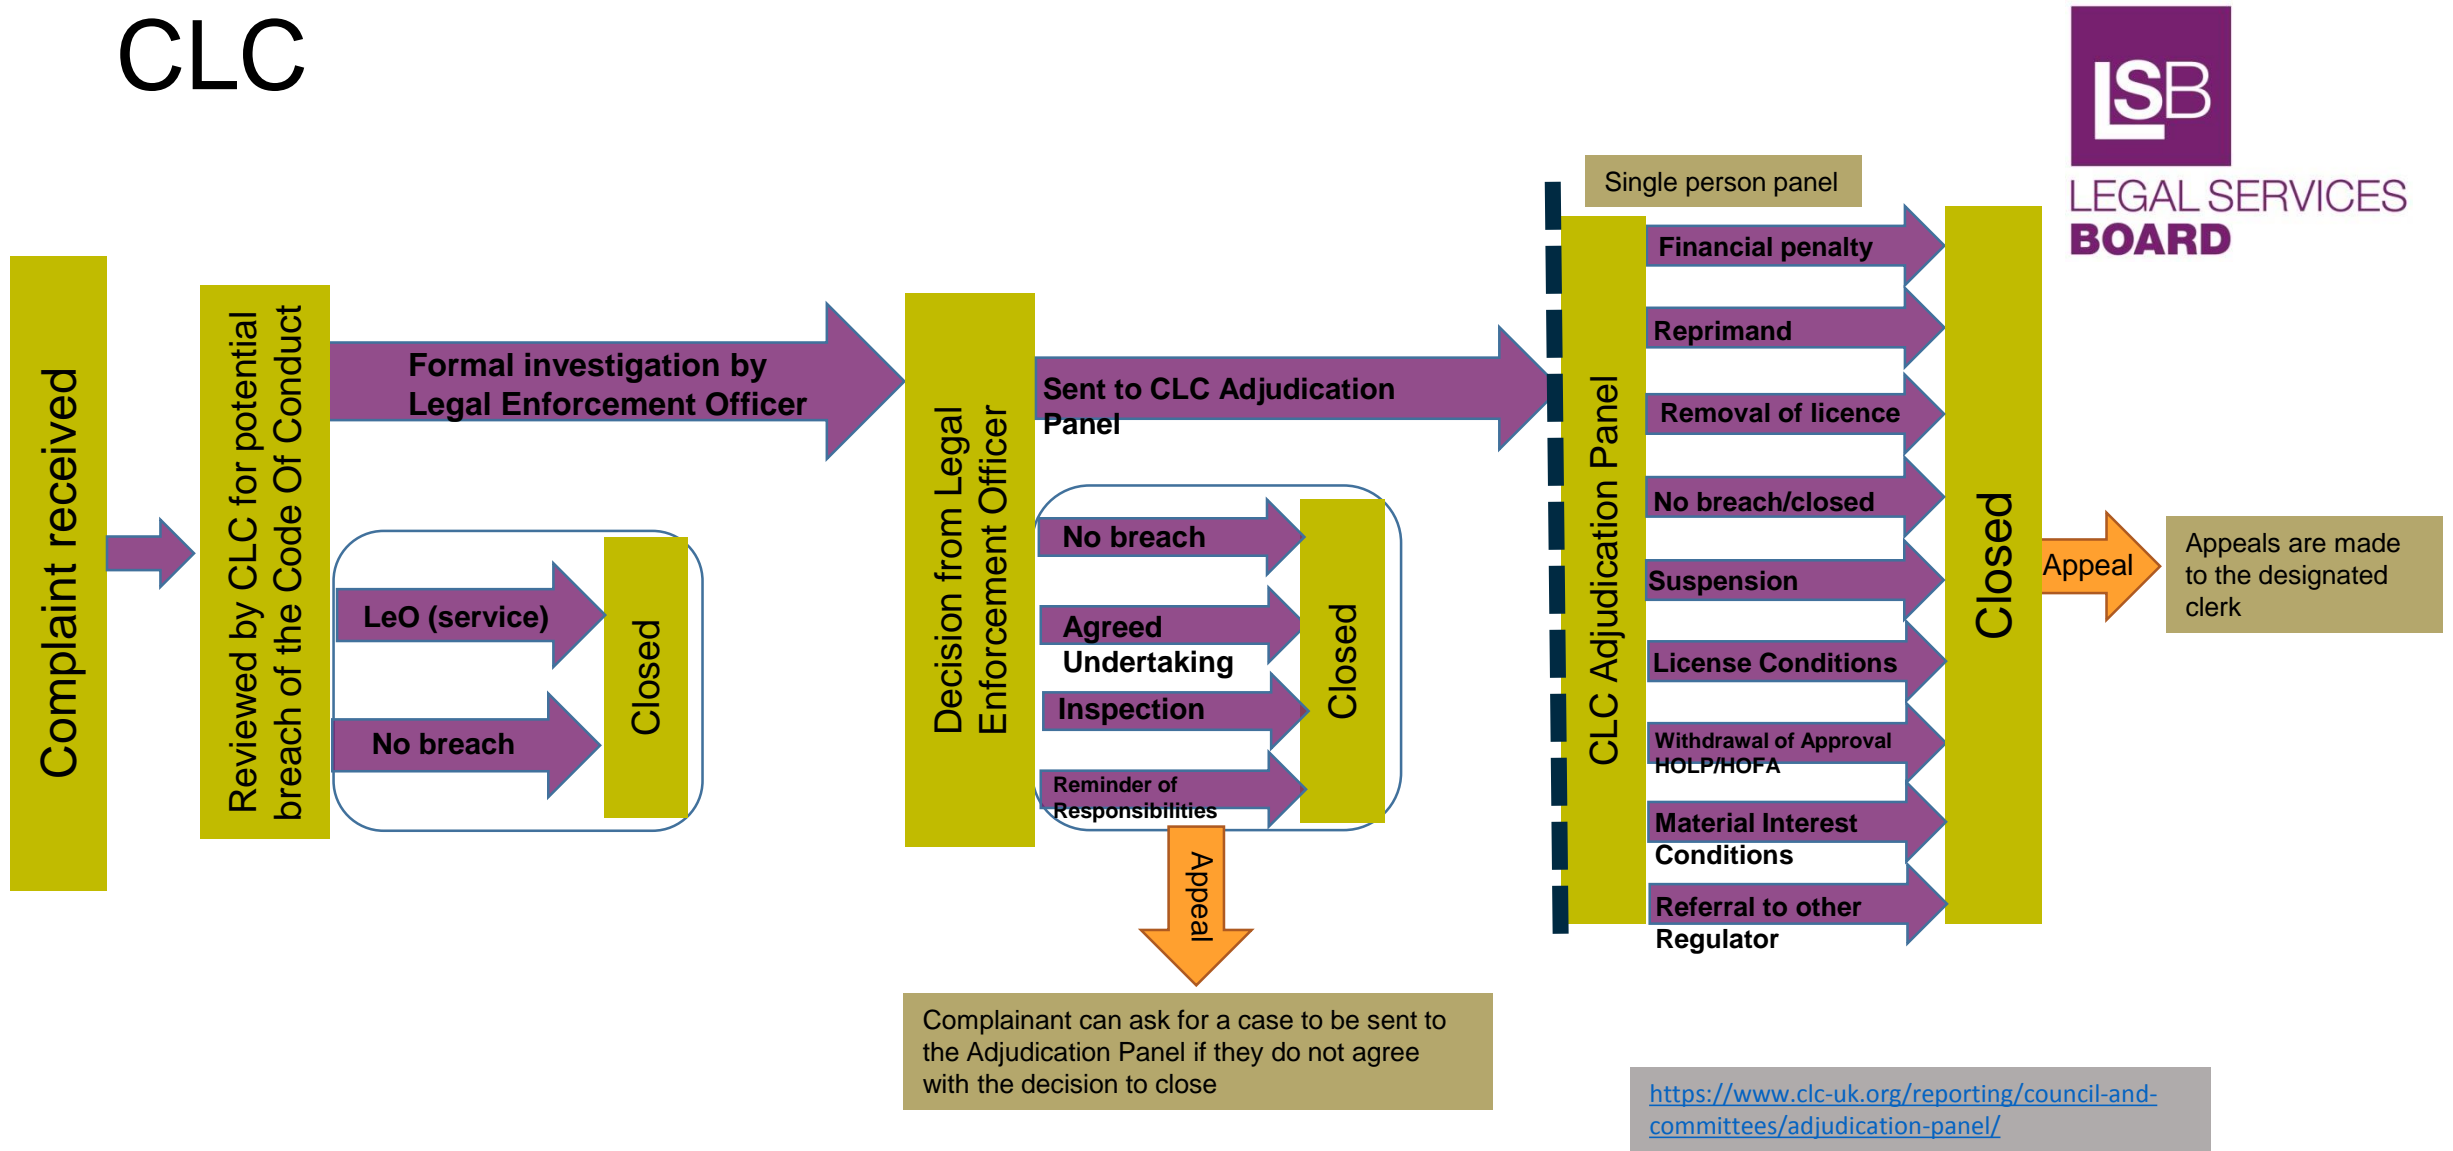 CLC
LSB
LEGAL SERVICES
BOARD
Complaint received
Reviewed by CLC for potential
breach of the Code Of Conduct
Formal investigation by
Legal Enforcement Officer
LeO (service)
No breach
Closed
Decision from Legal
Enforcement Officer
Sent to CLC Adjudication
Panel
No breach
Agreed
Undertaking
Inspection
Reminder of
Responsibilities
Closed
Appeal
Complainant can ask for a case to be sent to
the Adjudication Panel if they do not agree
with the decision to close
Single person panel
CLC Adjudication Panel
Financial penalty
Reprimand
Removal of licence
No breach/closed
Suspension
License Conditions
Withdrawal of Approval
HOLP/HOFA
Material Interest
Conditions
Referral to other
Regulator
Closed
Appeal
Appeals are made
to the designated
clerk
https://www.clc-uk.org/reporting/council-and-
committees/adjudication-panel/